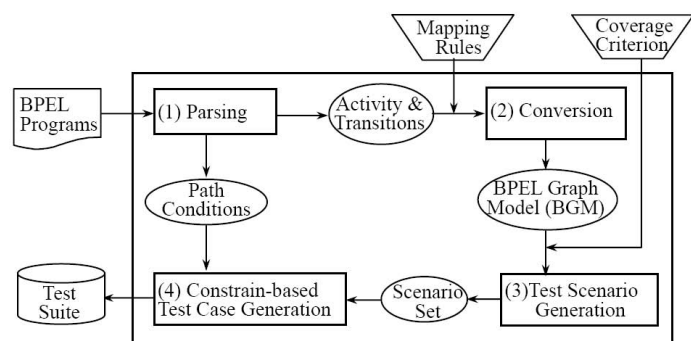 Mapping
Rules
Coverage
Criterion
BPEL
Programs
(1) Parsing
Activity &
Transitions
(2) Conversion
Path
Conditions
BPEL Graph
Model (BGM)
Test
Suite
(4) Constrain-based
Test Case Generation
Scenario
Set
(3)Test Scenario
Generation